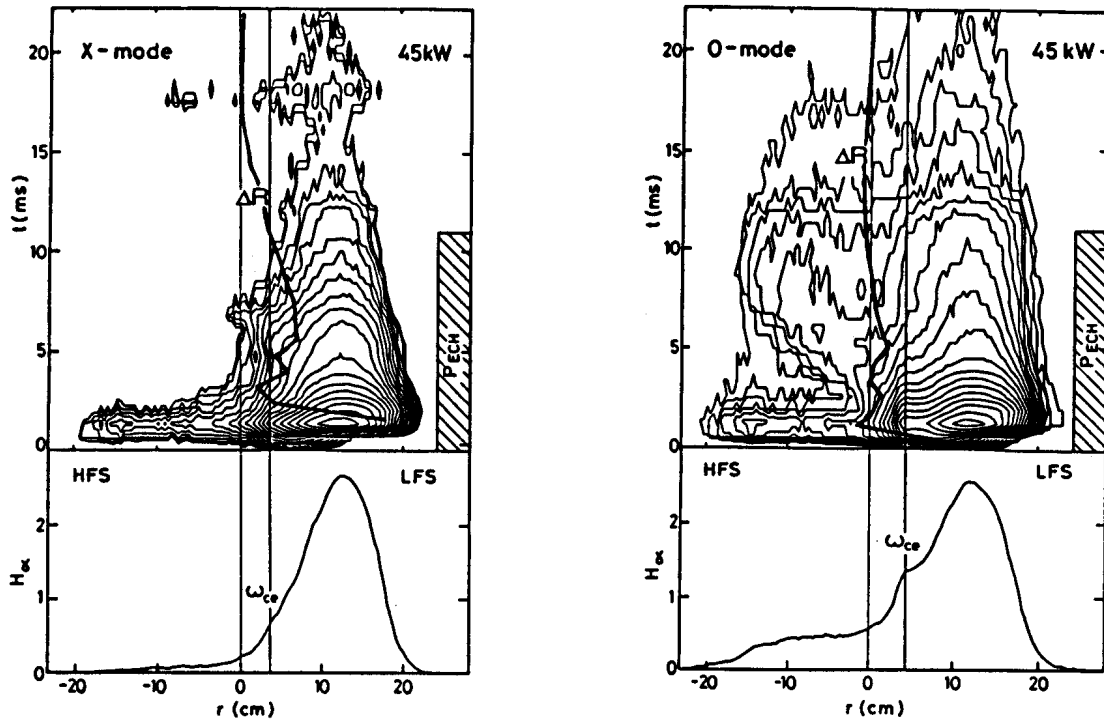 X-mode 45kW
20
15
10
5
0
t (ms)
ΔR
PECH
HFS LFS
2
1
0
Hα
ωce
-20 -10 0 10 20
r (cm)
O-mode 45 kW
20
15
10
5
0
t (ms)
ΔR
PECH
HFS LFS
2
1
0
Hα
ωce
-20 -10 0 10 20
r (cm)